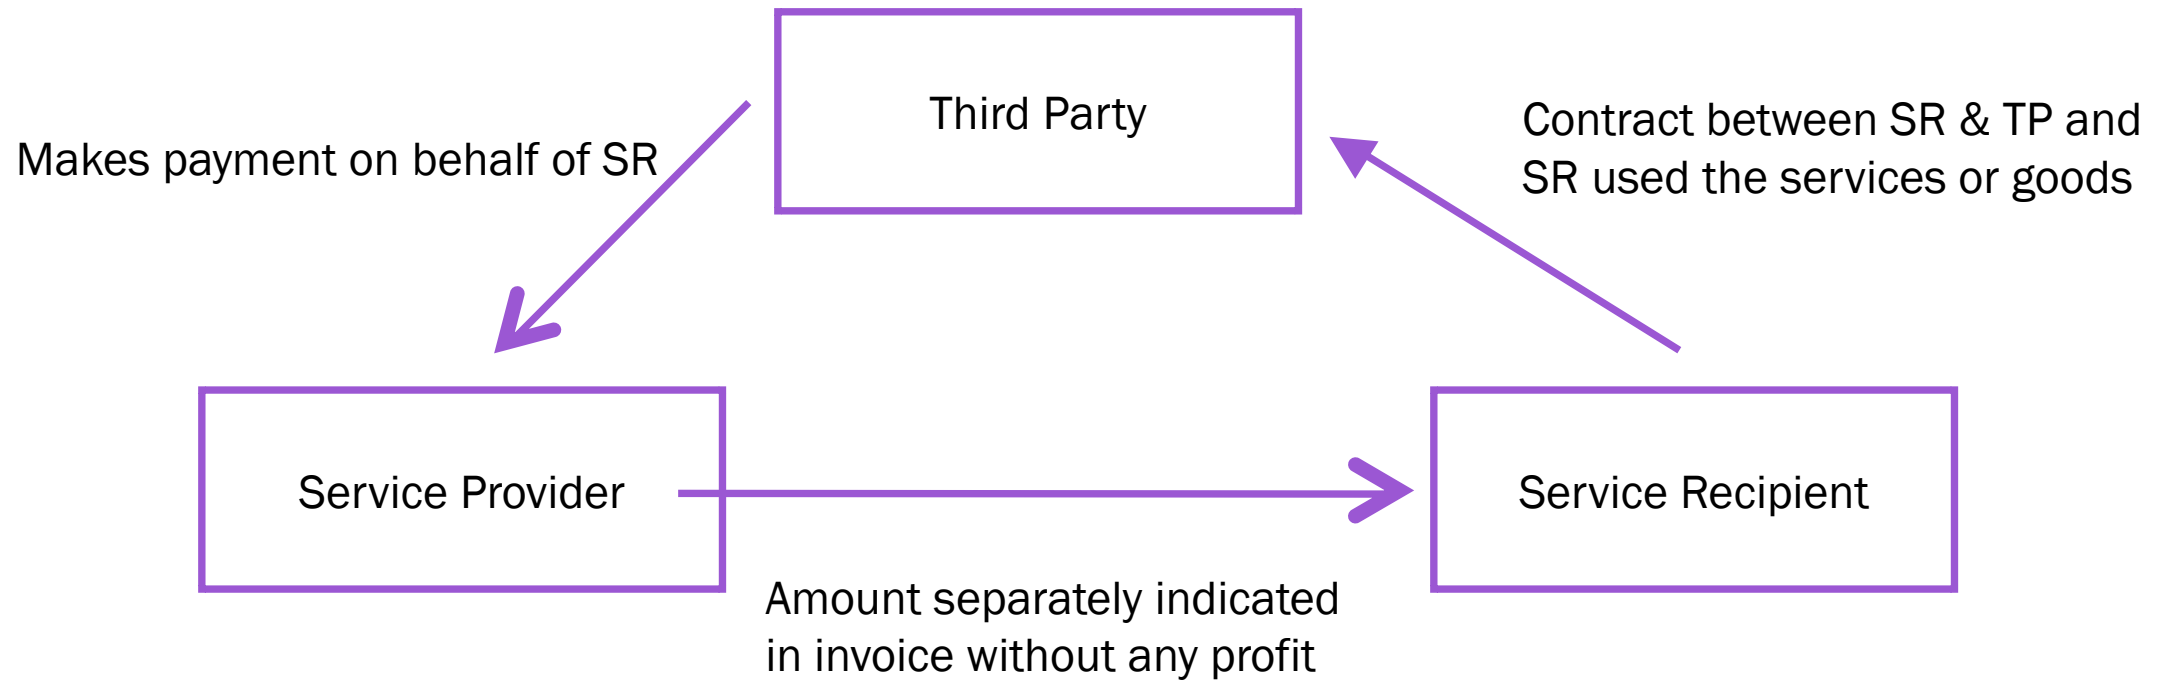 Third Party
Contract between SR & TP and
SR used the services or goods
Makes payment on behalf of SR
Service Provider
Service Recipient
Amount separately indicated
in invoice without any profit